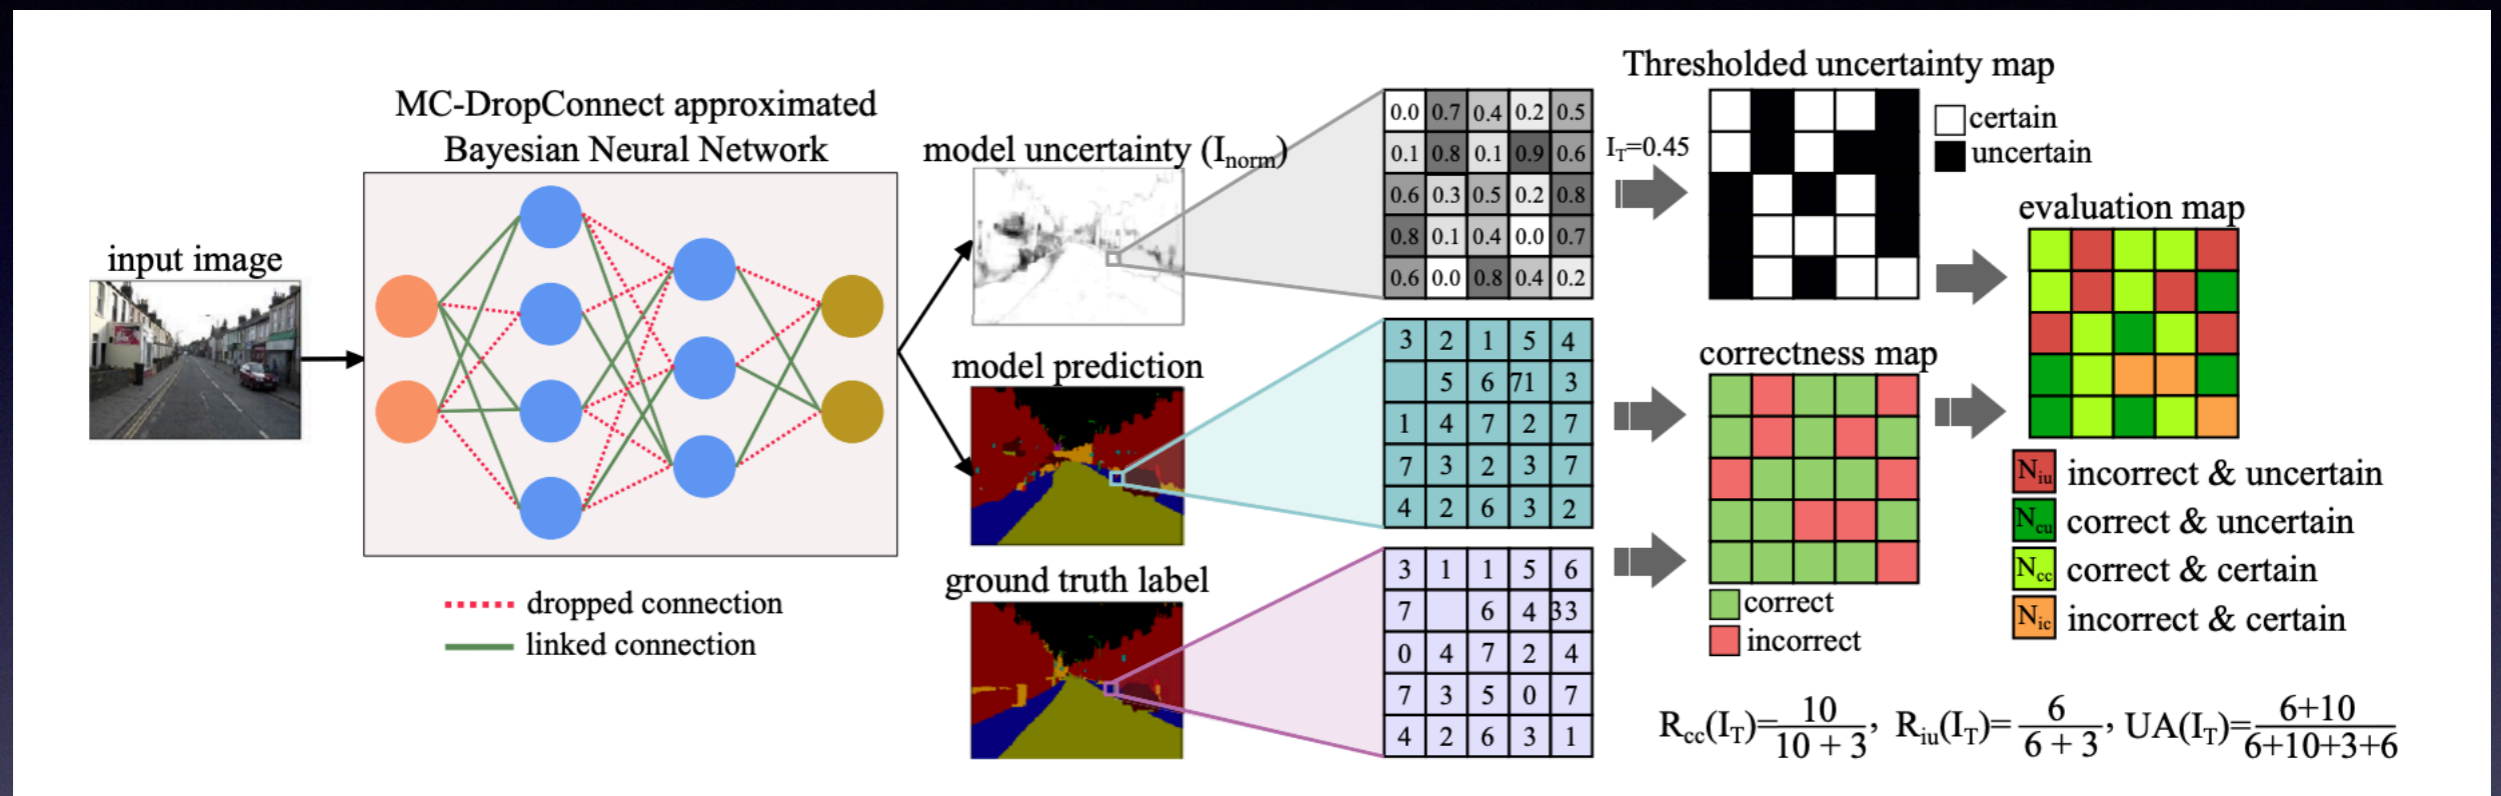 MC-DropConnect approximated
Bayesian Neural Network
input image
dropped connection
linked connection
model uncertainty (Inorm)
model prediction
ground truth label
0.0 0.7 0.4 0.2 0.5
0.1 0.8 0.1 0.9 0.6
0.6 0.3 0.5 0.2 0.8
0.8 0.1 0.4 0.0 0.7
0.6 0.0 0.8 0.4 0.2
3 2 1 5 4
5 6 71 3
1 4 7 2 7
7 3 2 3 7
4 2 6 3 2
3 1 1 5 6
7 6 4 33
0 4 7 2 4
7 3 5 0 7
4 2 6 3 1
IT=0.45
Thresholded uncertainty map
certain
uncertain
correctness map
correct
incorrect
evaluation map
Niu incorrect & uncertain
Ncu correct & uncertain
Ncc correct & certain
Nic incorrect & certain
Rcc(IT)=10/10 + 3, Riu(IT)=6/6 + 3, UA(IT)=6+10/6+10+3+6